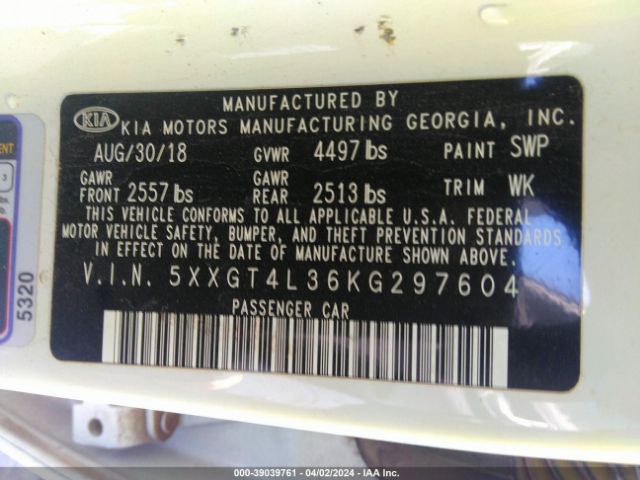 MANUFACTURED BY
KIA KIA MOTORS MANUFACTURING GEORGIA, INC.
AUG/30/18 GVWR 4497 lbs PAINT SWP
GAWR FRONT 2557 lbs GAWR REAR 2513 lbs TRIM WK
THIS VEHICLE CONFORMS TO ALL APPLICABLE U.S.A. FEDERAL
MOTOR VEHICLE SAFETY, BUMPER, AND THEFT PREVENTION STANDARDS
IN EFFECT ON THE DATE OF MANUFACTURE SHOWN ABOVE.
V.I.N. 5XXGT4L36KG297604
PASSENGER CAR
5320
3
000-39039761 - 04/02/2024 - IAA Inc.